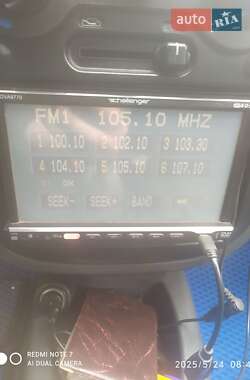 AUTO RIA
DVA9770
challenger
FM1 105.10 MHZ
1 100.10 2 102.10 3 103.30
4 104.10 5 105.10 6 107.10
SEEK- SEEK+ BAND
REDMI NOTE 7
AI DUAL CAMERA
2025/5/24